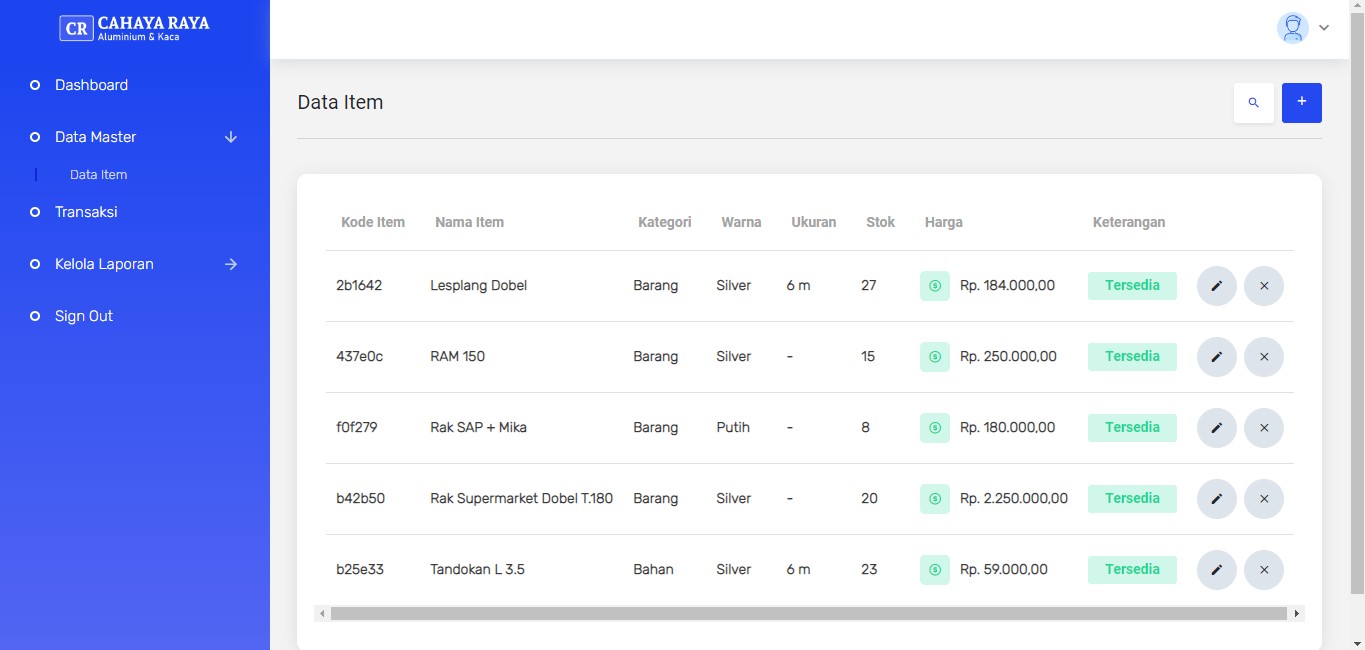 CR CAHAYA RAYA
Aluminium & Kaca
Dashboard
Data Master
Data Item
Transaksi
Kelola Laporan
Sign Out
Data Item
+
Kode Item Nama Item Kategori Warna Ukuran Stok Harga Keterangan
2b1642 Lesplang Dobel Barang Silver 6 m 27 Rp. 184.000,00 Tersedia
437e0c RAM 150 Barang Silver - 15 Rp. 250.000,00 Tersedia
f0f279 Rak SAP + Mika Barang Putih - 8 Rp. 180.000,00 Tersedia
b42b50 Rak Supermarket Dobel T.180 Barang Silver - 20 Rp. 2.250.000,00 Tersedia
b25e33 Tandokan L 3.5 Bahan Silver 6 m 23 Rp. 59.000,00 Tersedia